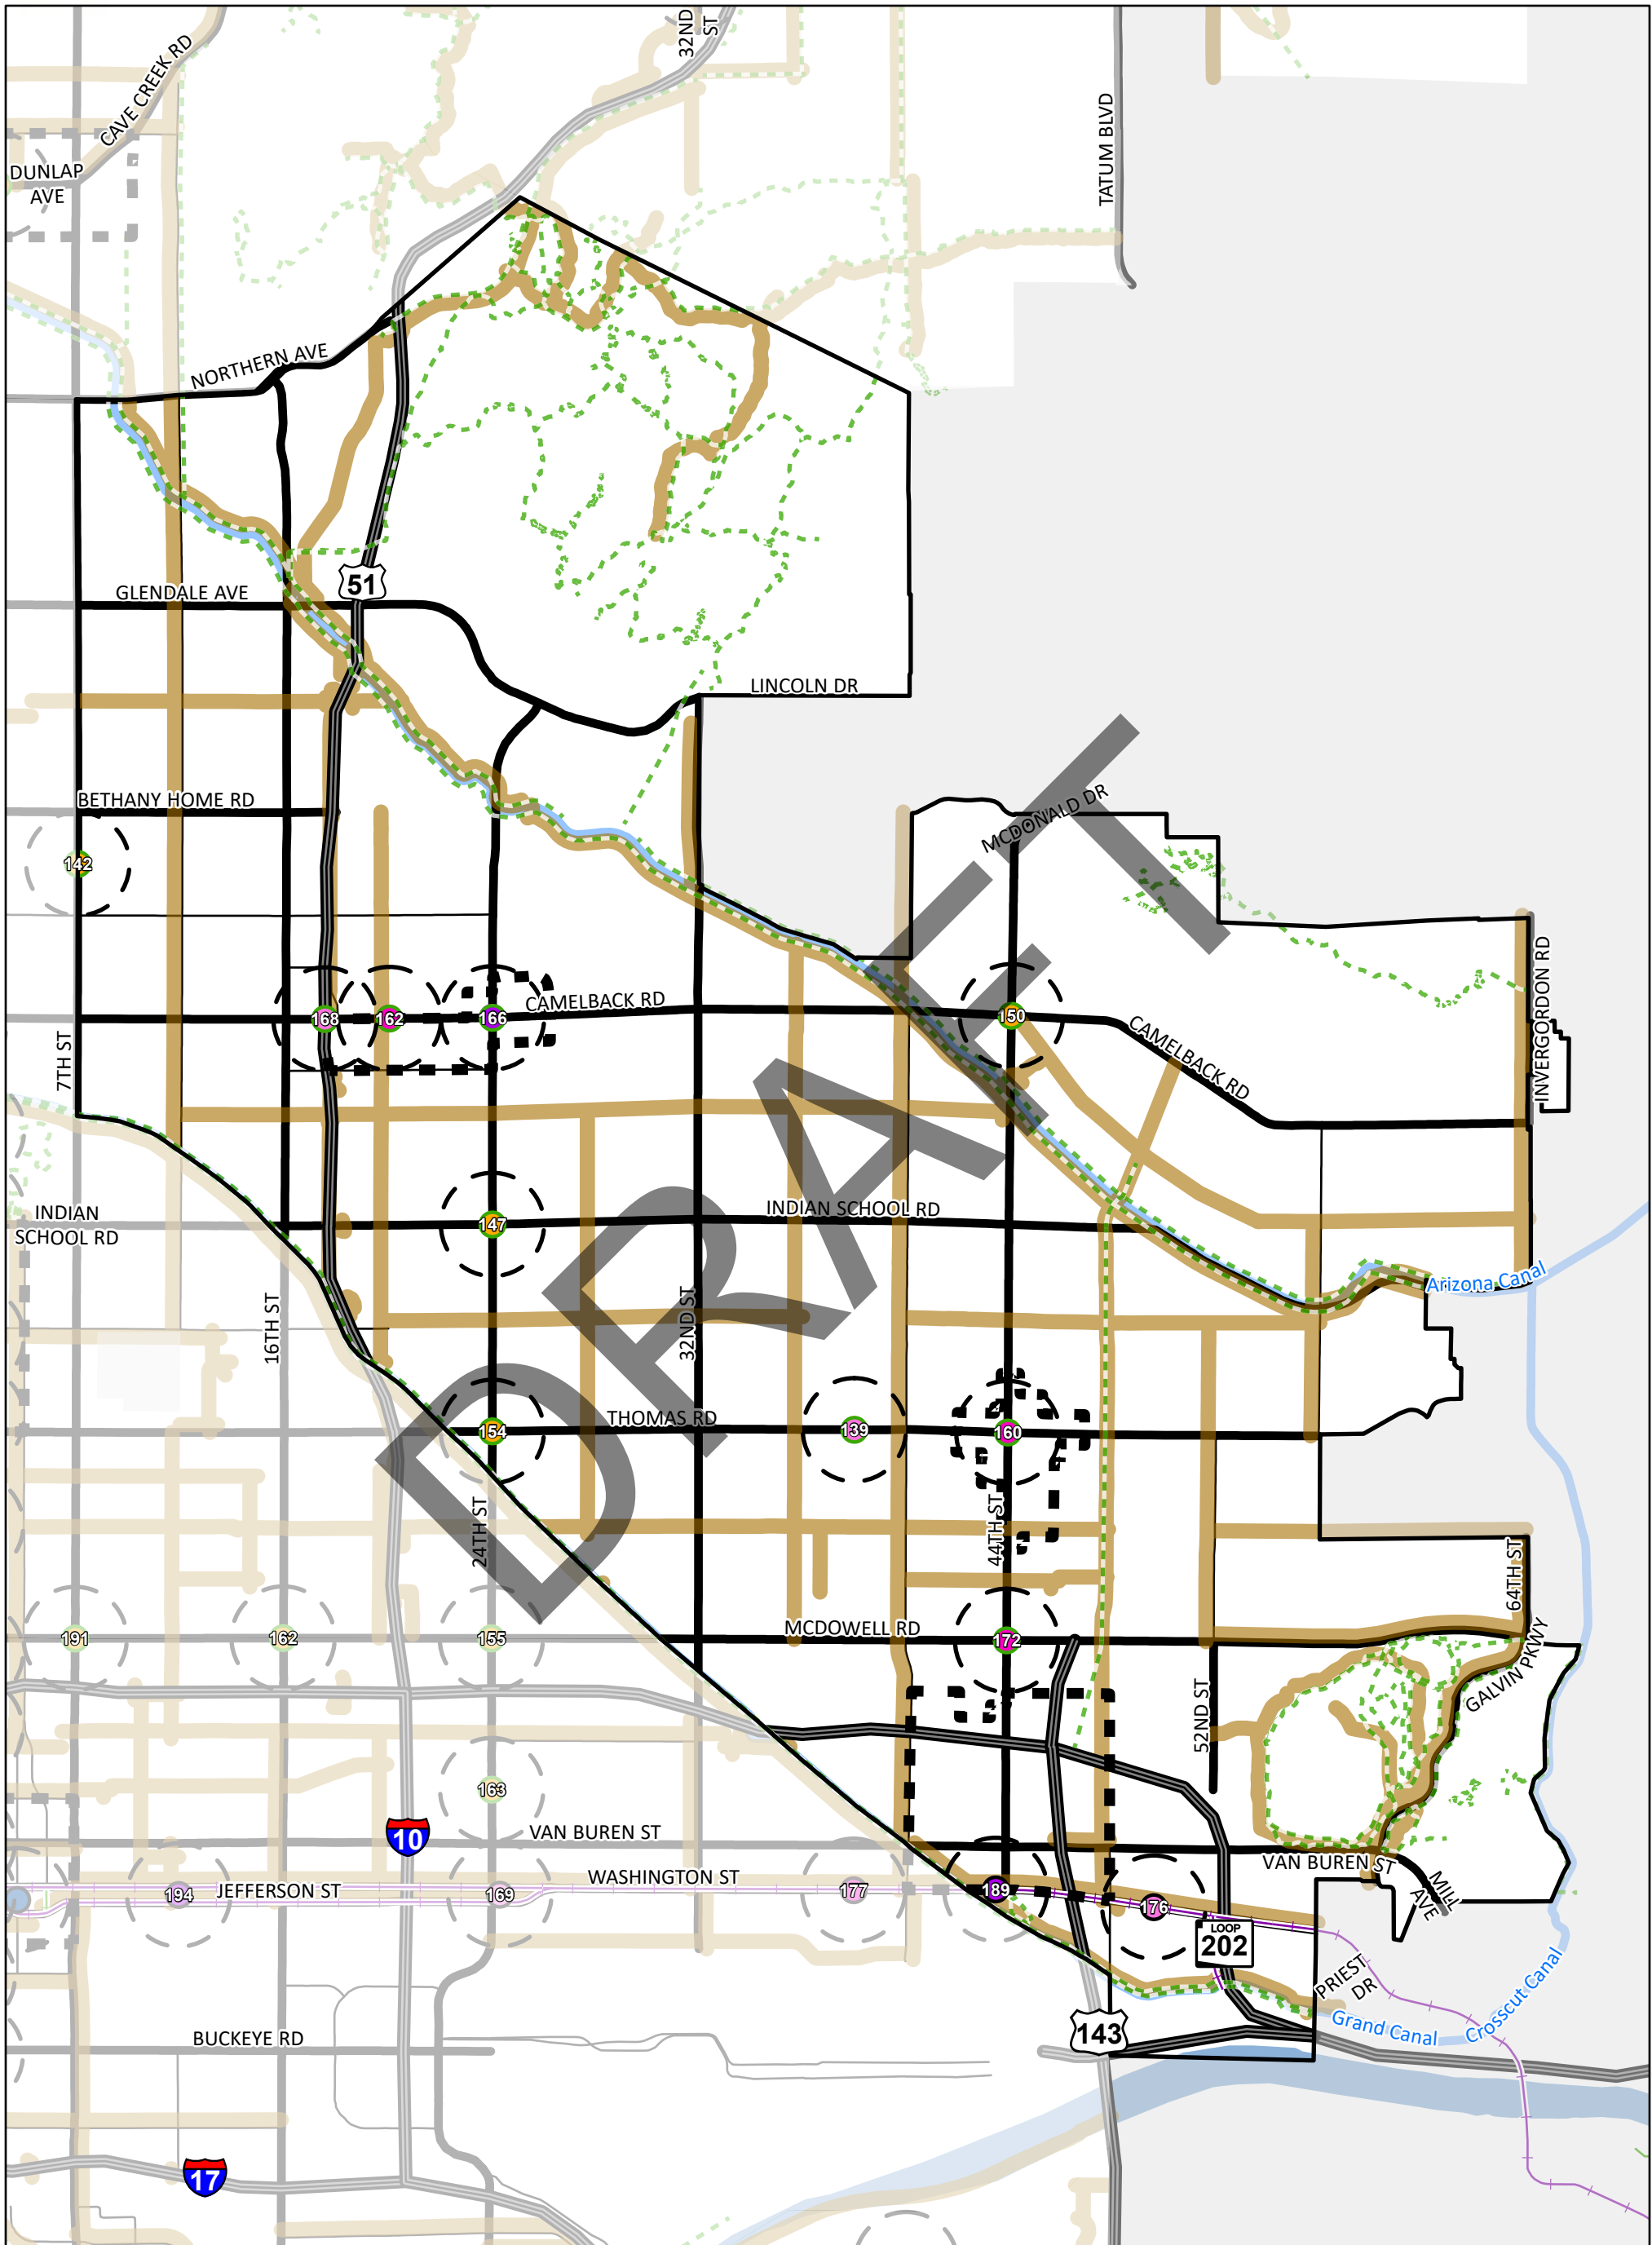 32ND
ST
CAVE CREEK RD
TATUM BLVD
DUNLAP
AVE
NORTHERN AVE
51
GLENDALE AVE
LINCOLN DR
BETHANY HOME RD
MCDONALD DR
142
INVERGORDON RD
CAMELBACK RD
168
162
166
150
CAMELBACK RD
7TH ST
DRAFT
INDIAN
SCHOOL RD
INDIAN SCHOOL RD
147
Arizona Canal
16TH ST
32ND ST
THOMAS RD
154
139
160
24TH ST
44TH ST
64TH ST
MCDOWELL RD
191
162
155
172
GALVIN PKWY
52ND ST
163
10
VAN BUREN ST
VAN BUREN ST
WASHINGTON ST
MILL
AVE
194
JEFFERSON ST
169
177
189
176
LOOP
202
PRIEST
DR
Crosscut Canal
Grand Canal
143
BUCKEYE RD
17